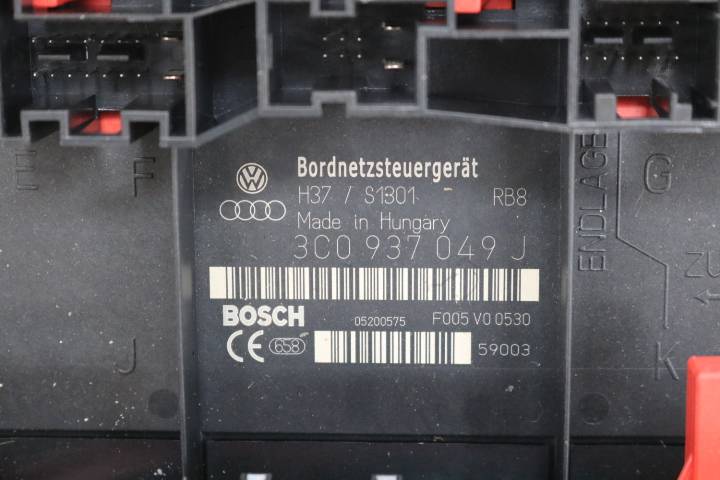 Bordnetzsteuergerät
H37 / S1301 RB8
Made in Hungary
3C0 937 049 J
BOSCH 05200575 F005 V0 0530
CE 658 59003
E
F
J
ENDLAGE
G
ZU
K